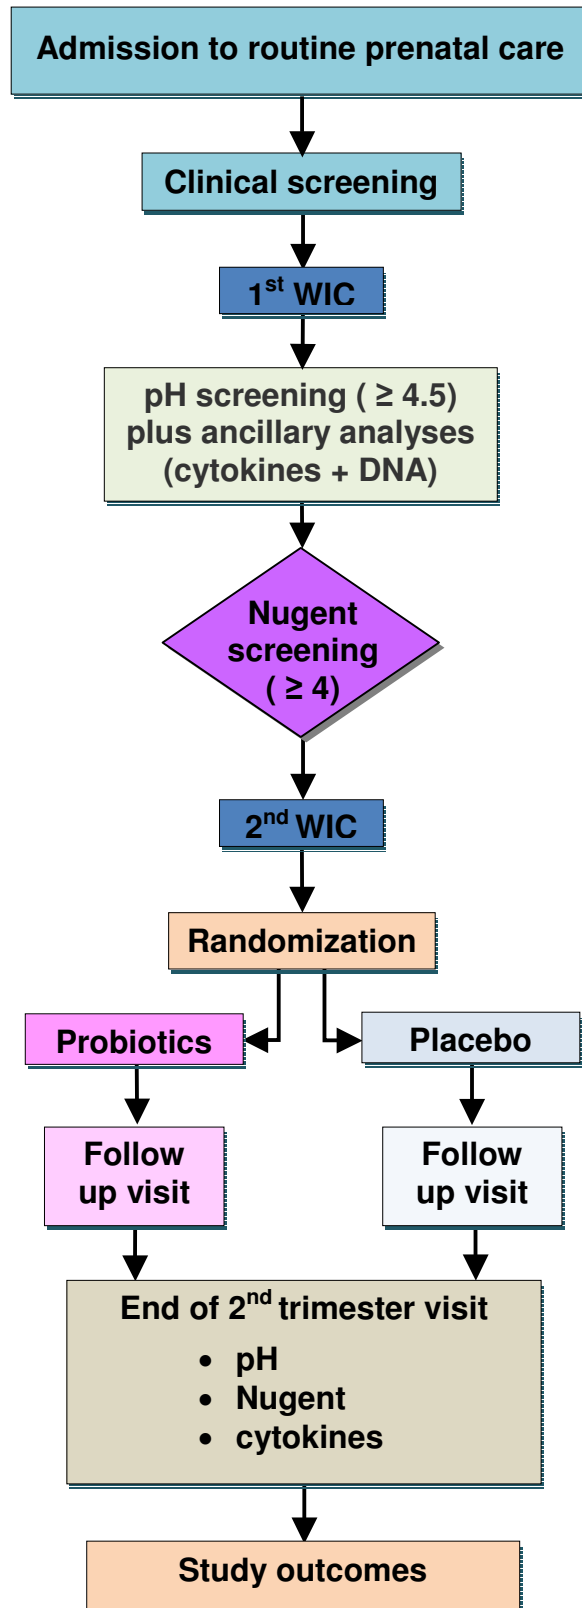 Admission to routine prenatal care
Clinical screening
1st WIC
pH screening ( ≥ 4.5)
plus ancillary analyses
(cytokines + DNA)
Nugent
screening
( ≥ 4)
2nd WIC
Randomization
Probiotics
Placebo
Follow
up visit
Follow
up visit
End of 2nd trimester visit
• pH
• Nugent
• cytokines
Study outcomes